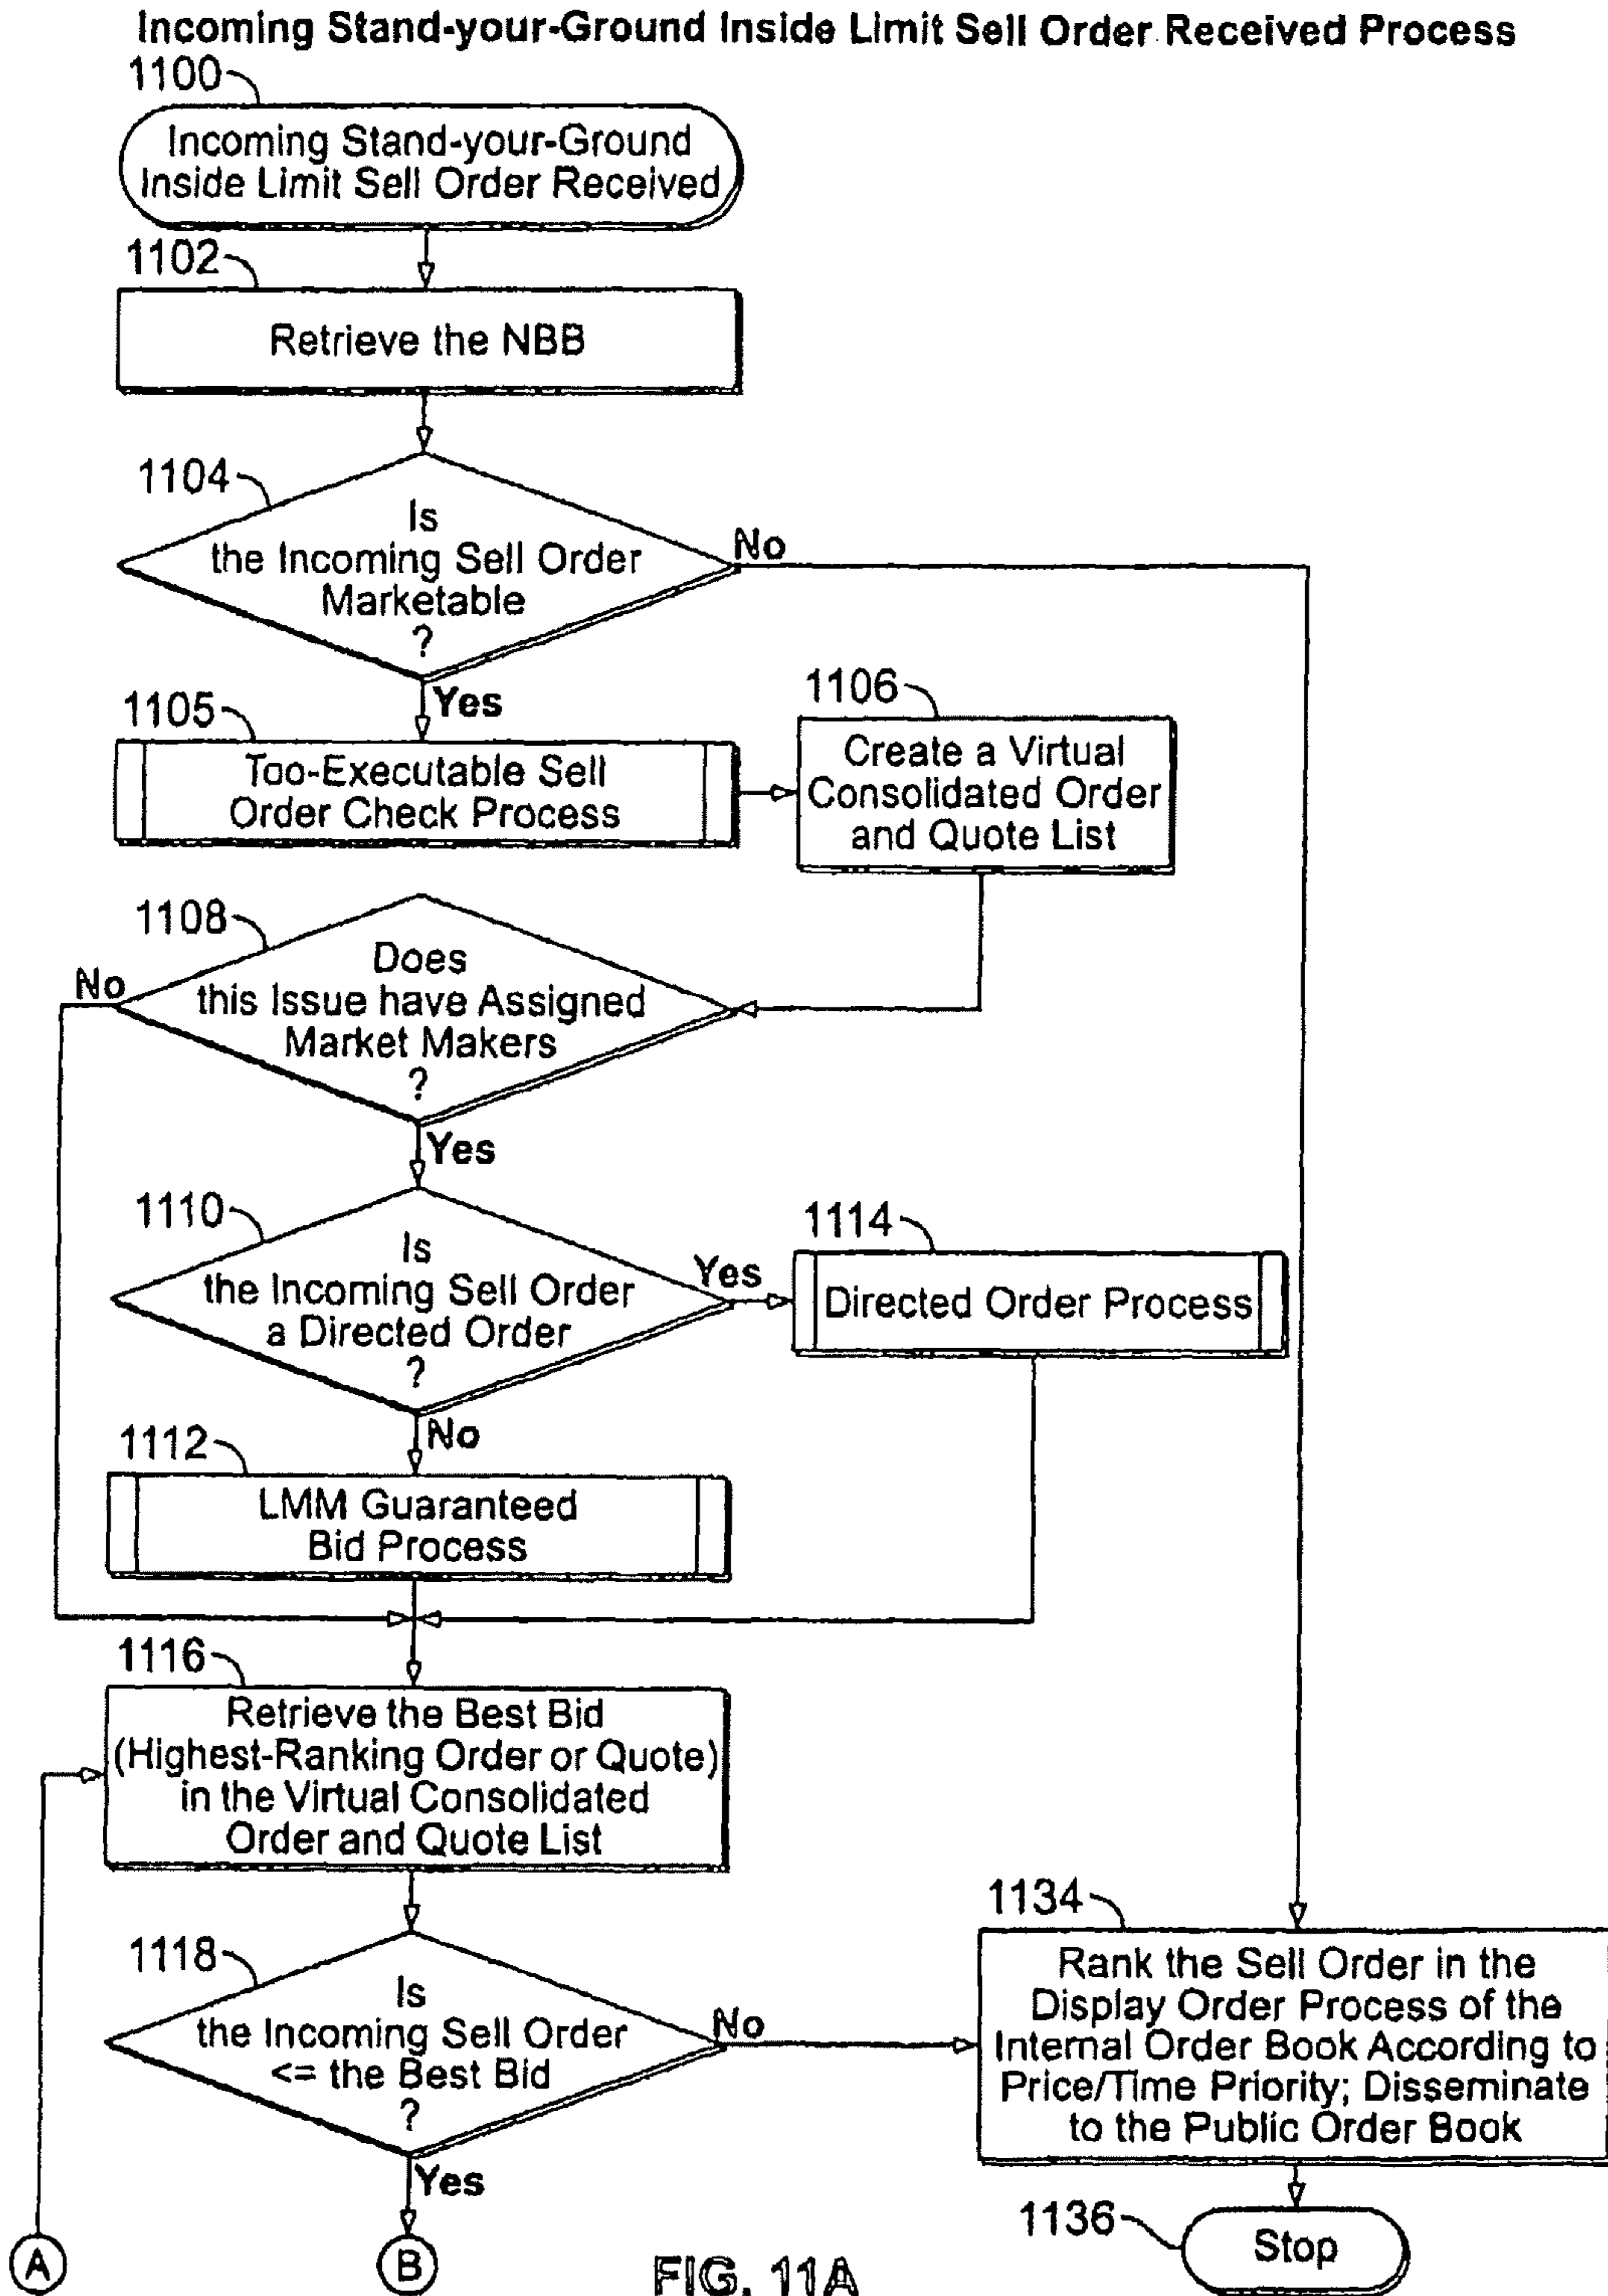 Incoming Stand-your-Ground Inside Limit Sell Order Received Process
1100
Incoming Stand-your-Ground
Inside Limit Sell Order Received
1102
Retrieve the NBB
1104
Is
the Incoming Sell Order
Marketable
?
No
Yes
1105
Too-Executable Sell
Order Check Process
1106
Create a Virtual
Consolidated Order
and Quote List
1108
Does
this Issue have Assigned
Market Makers
?
No
Yes
1110
Is
the Incoming Sell Order
a Directed Order
?
Yes
1114
Directed Order Process
No
1112
LMM Guaranteed
Bid Process
1116
Retrieve the Best Bid
(Highest-Ranking Order or Quote)
in the Virtual Consolidated
Order and Quote List
1118
Is
the Incoming Sell Order
<= the Best Bid
?
No
Yes
1134
Rank the Sell Order in the
Display Order Process of the
Internal Order Book According to
Price/Time Priority; Disseminate
to the Public Order Book
1136
Stop
A
B
FIG. 11A